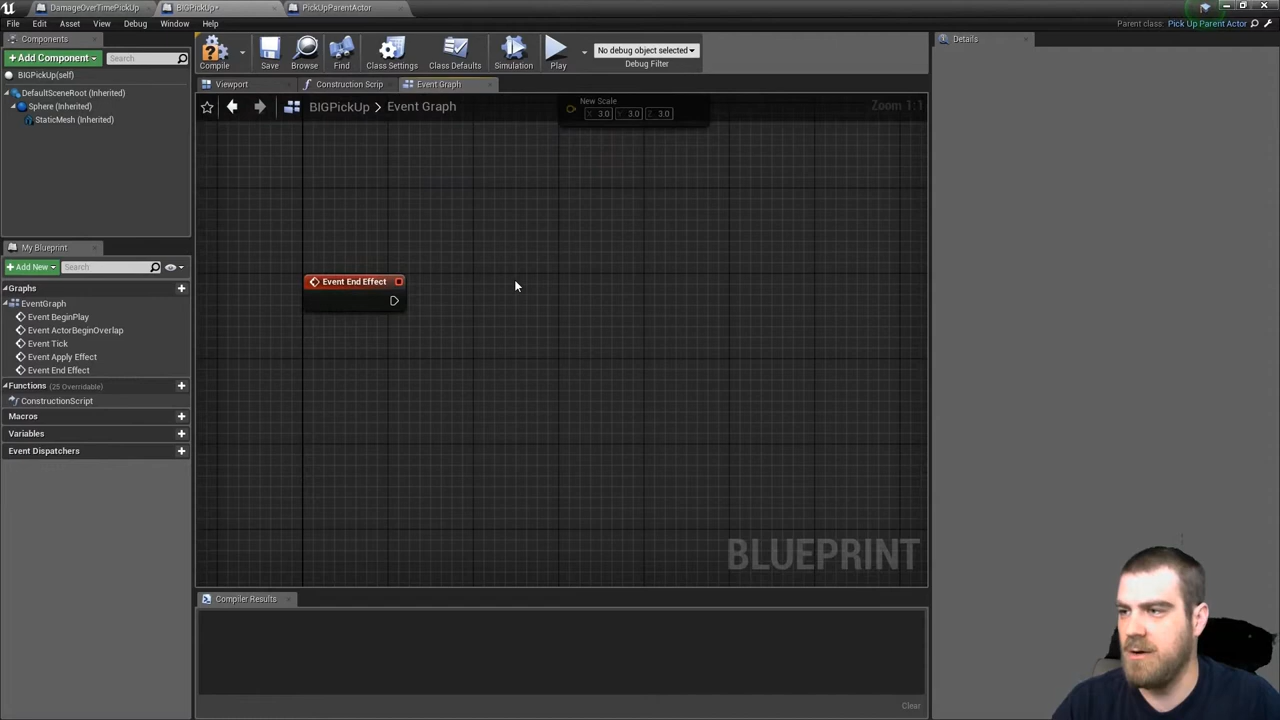 DamageOverTimePickUp
BIGPickUp*
PickUpParentActor
File Edit Asset View Debug Window Help
Parent class: Pick Up Parent Actor
Components
+ Add Component
Search
BIGPickUp(self)
DefaultSceneRoot (Inherited)
Sphere (Inherited)
StaticMesh (Inherited)
Compile
Save
Browse
Find
Class Settings
Class Defaults
Simulation
Play
No debug object selected
Debug Filter
Viewport
Construction Scrip
Event Graph
BIGPickUp > Event Graph
Zoom 1:1
New Scale
X 3.0 Y 3.0 Z 3.0
Event End Effect
BLUEPRINT
My Blueprint
+ Add New
Search
Graphs
EventGraph
Event BeginPlay
Event ActorBeginOverlap
Event Tick
Event Apply Effect
Event End Effect
Functions (25 Overridable)
ConstructionScript
Macros
Variables
Event Dispatchers
Compiler Results
Clear
Details